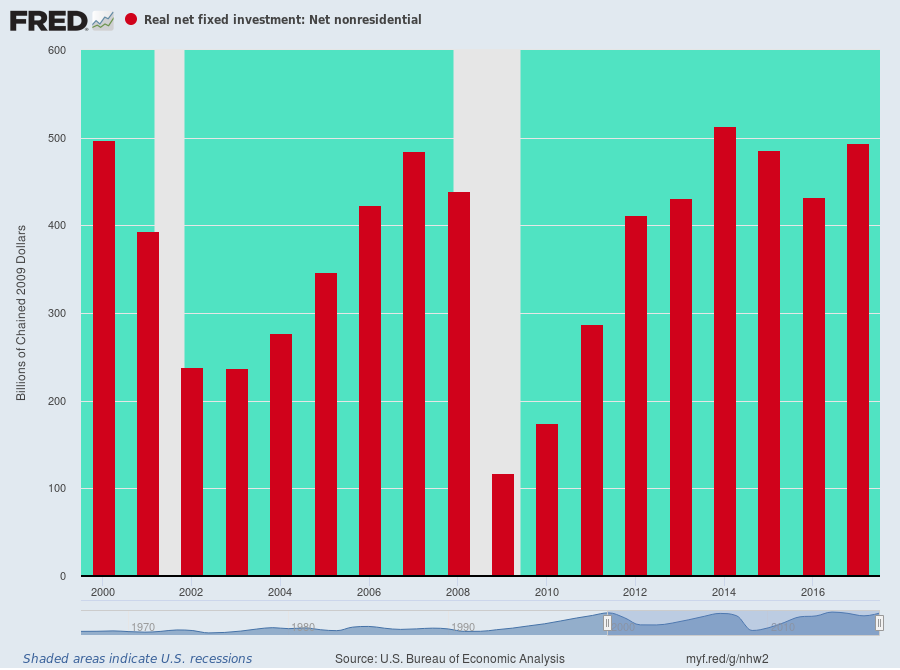 FRED Real net fixed investment: Net nonresidential
600
500
400
300
200
100
0
Billions of Chained 2009 Dollars
2000 2002 2004 2006 2008 2010 2012 2014 2016
1970 1980 1990 2000 2010
Shaded areas indicate U.S. recessions Source: U.S. Bureau of Economic Analysis myf.red/g/nhw2